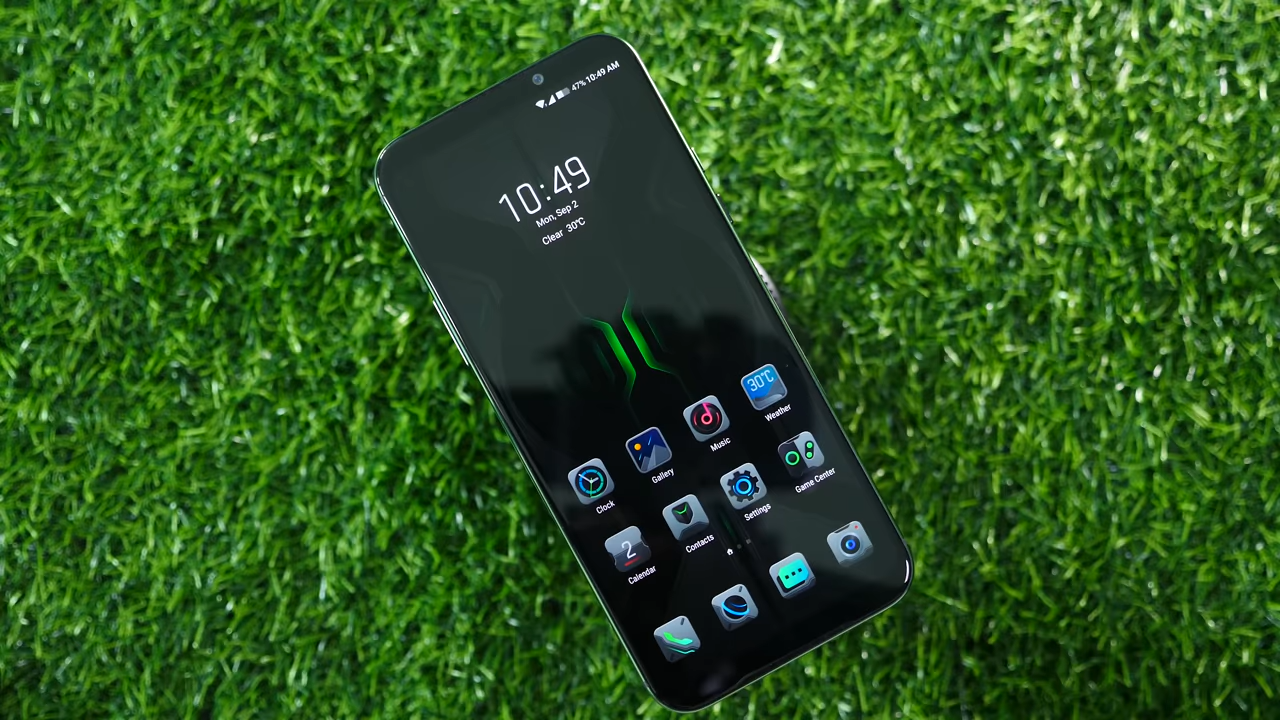 47% 10:49 AM
10:49
Mon, Sep 2
Clear 30°C
30°C
Clock
Gallery
Music
Weather
2
Calendar
Contacts
Settings
Game Center